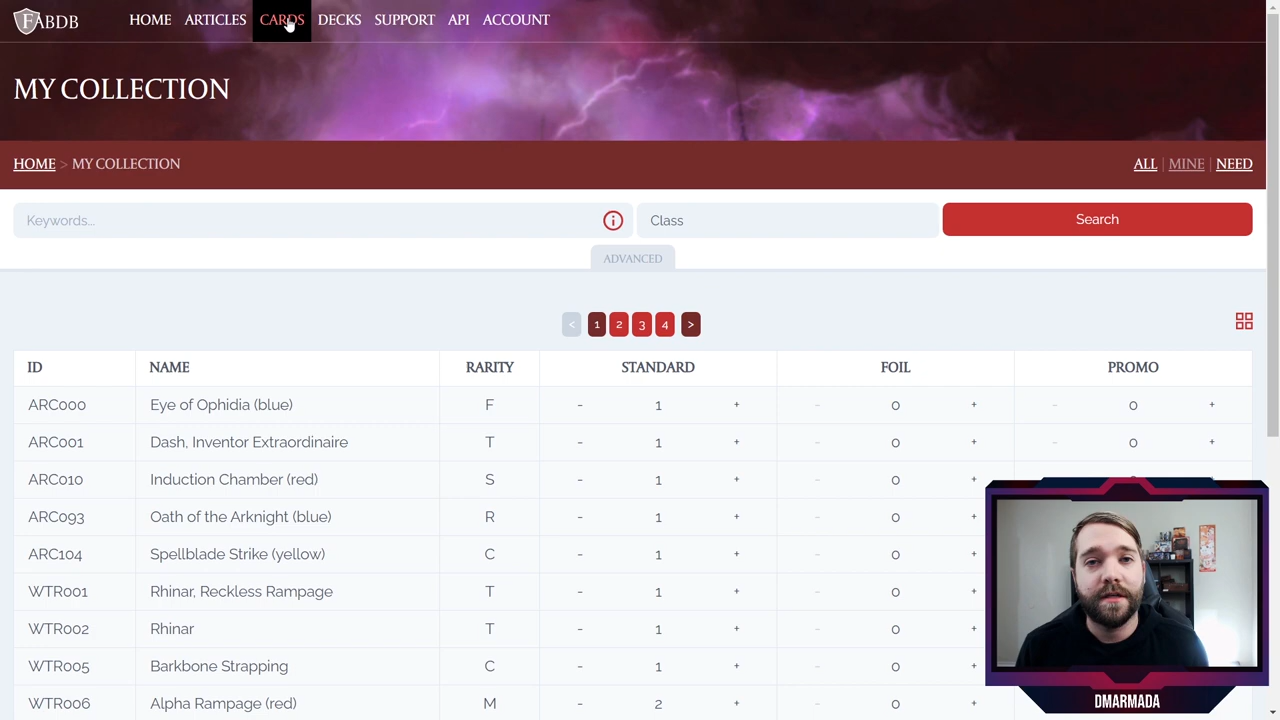 FABDB HOME ARTICLES CARDS DECKS SUPPORT API ACCOUNT
MY COLLECTION
HOME > MY COLLECTION ALL | MINE | NEED
Keywords... Class Search
ADVANCED
< 1 2 3 4 >
ID NAME RARITY STANDARD FOIL PROMO
ARC000 Eye of Ophidia (blue) F - 1 + - 0 + - 0 +
ARC001 Dash, Inventor Extraordinaire T - 1 + - 0 + - 0 +
ARC010 Induction Chamber (red) S - 1 + - 0 +
ARC093 Oath of the Arknight (blue) R - 1 + - 0 +
ARC104 Spellblade Strike (yellow) C - 1 + - 0 +
WTR001 Rhinar, Reckless Rampage T - 1 + - 0 +
WTR002 Rhinar T - 1 + - 0 +
WTR005 Barkbone Strapping C - 1 + - 0 +
WTR006 Alpha Rampage (red) M - 2 + - 0 +
DMARMADA